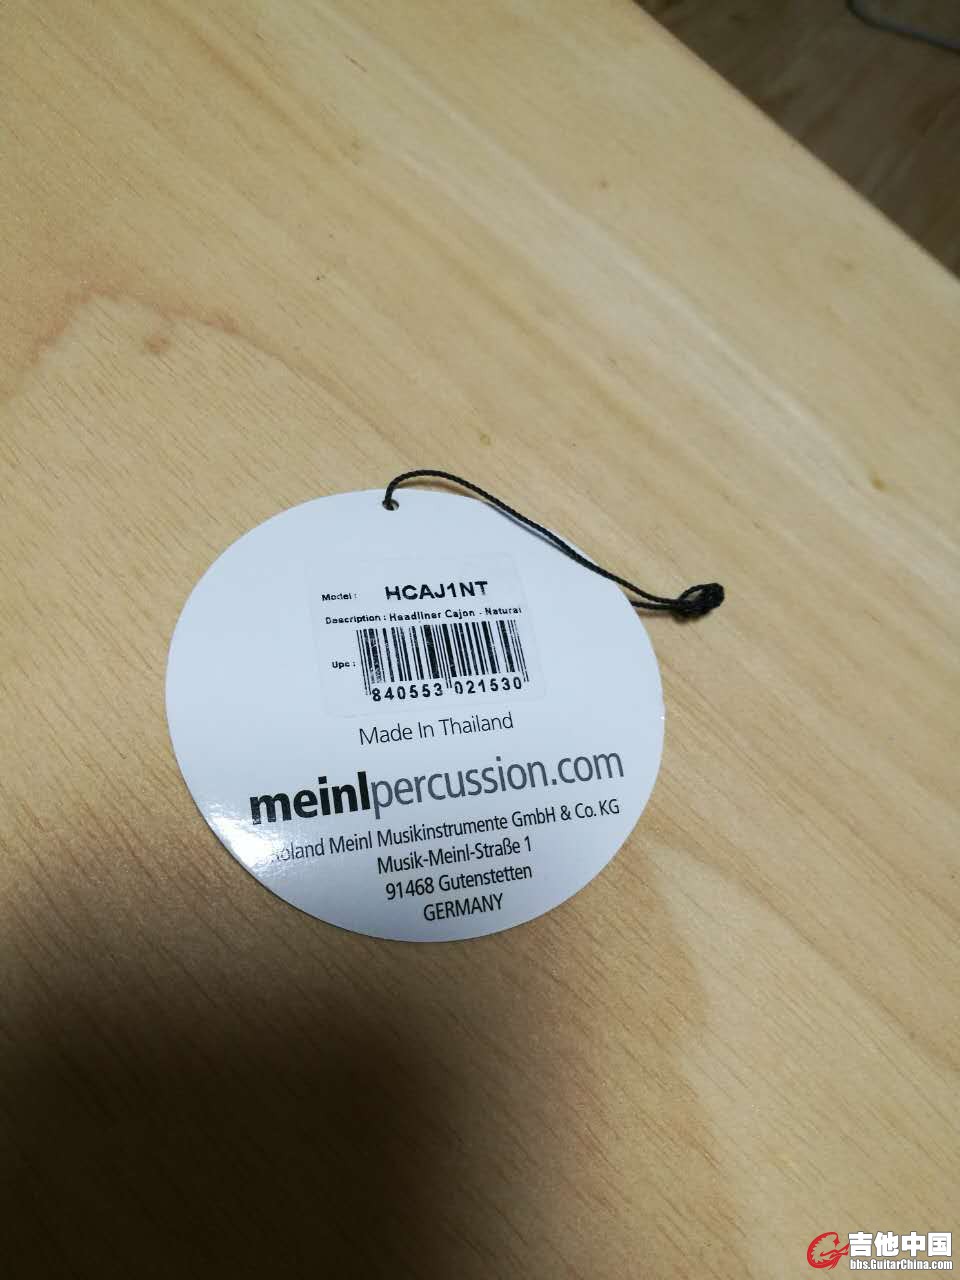 Model : HCAJ1NT
Description : Headliner Cajon - Natural
Upc :
840553 021530
Made In Thailand
meinlpercussion.com
Roland Meinl Musikinstrumente GmbH & Co. KG
Musik-Meinl-Straße 1
91468 Gutenstetten
GERMANY
吉他中国
bbs.GuitarChina.com